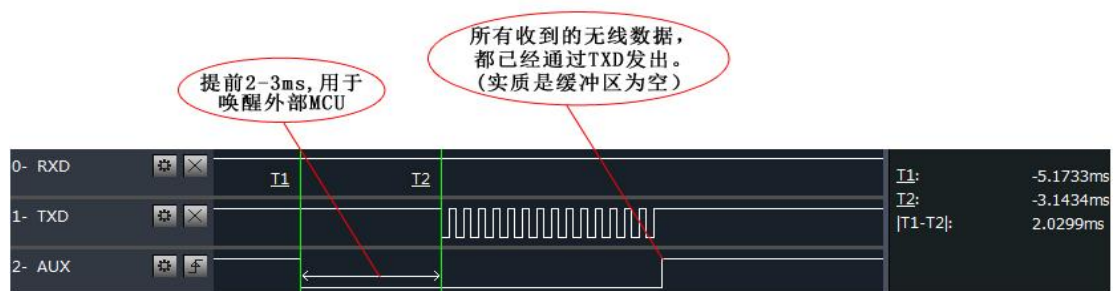 所有收到的无线数据，
都已经通过TXD发出。
(实质是缓冲区为空)
提前2-3ms,用于
唤醒外部MCU
0- RXD
T1
T2
1- TXD
2- AUX
T1: -5.1733ms
T2: -3.1434ms
|T1-T2|: 2.0299ms